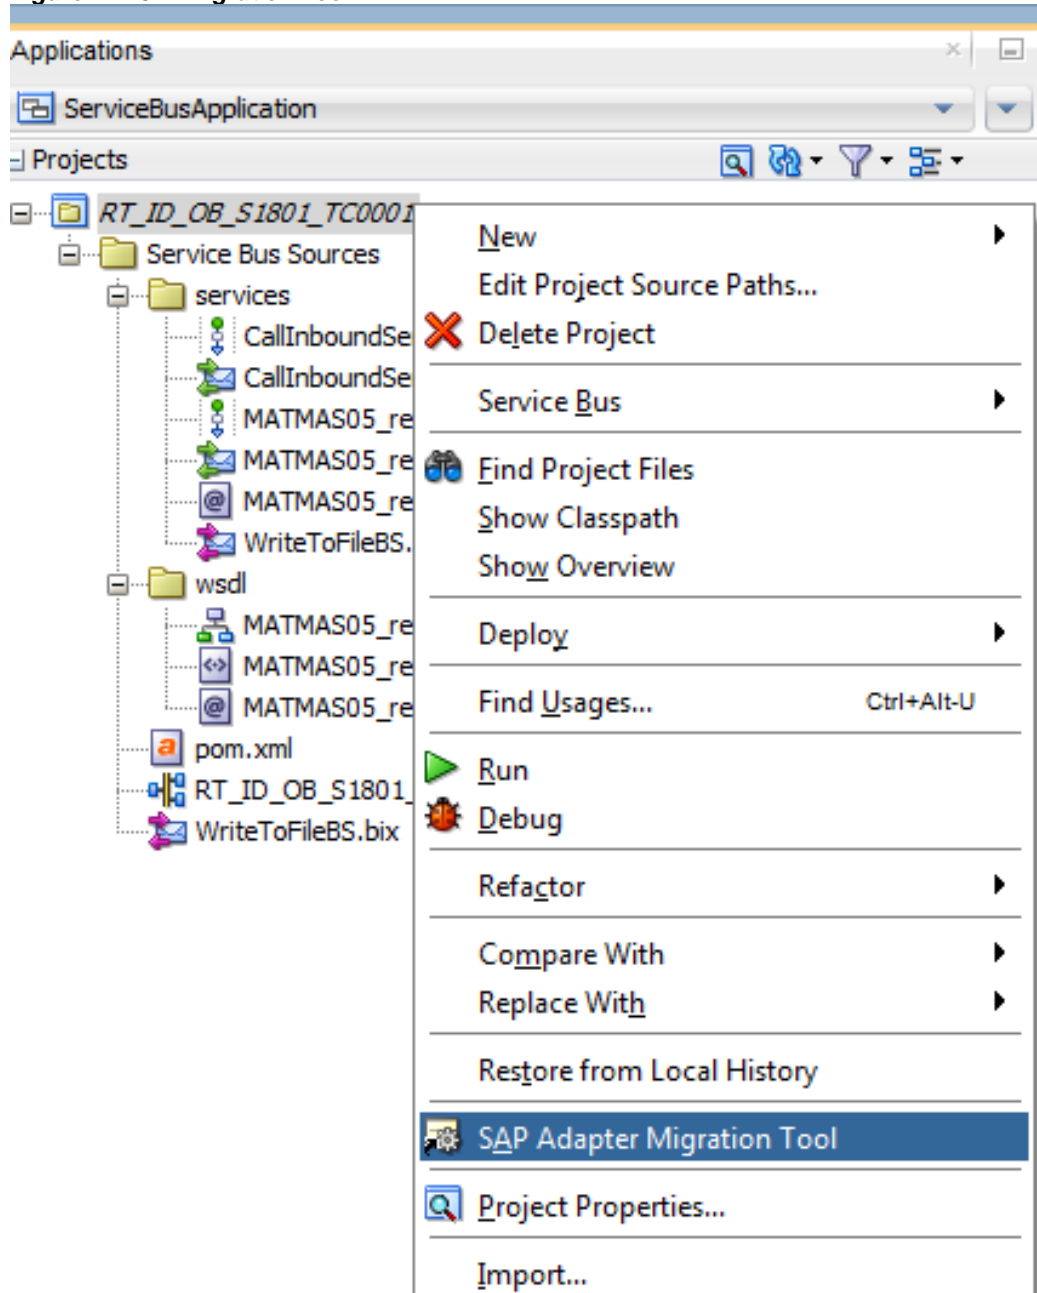 Applications
ServiceBusApplication
Projects
RT_ID_OB_S1801_TC0001
Service Bus Sources
services
CallInboundSe
CallInboundSe
MATMAS05_re
MATMAS05_re
MATMAS05_re
WriteToFileBS.
wsdl
MATMAS05_re
MATMAS05_re
MATMAS05_re
pom.xml
RT_ID_OB_S1801_
WriteToFileBS.bix
New
Edit Project Source Paths...
Delete Project
Service Bus
Find Project Files
Show Classpath
Show Overview
Deploy
Find Usages... Ctrl+Alt-U
Run
Debug
Refactor
Compare With
Replace With
Restore from Local History
SAP Adapter Migration Tool
Project Properties...
Import...